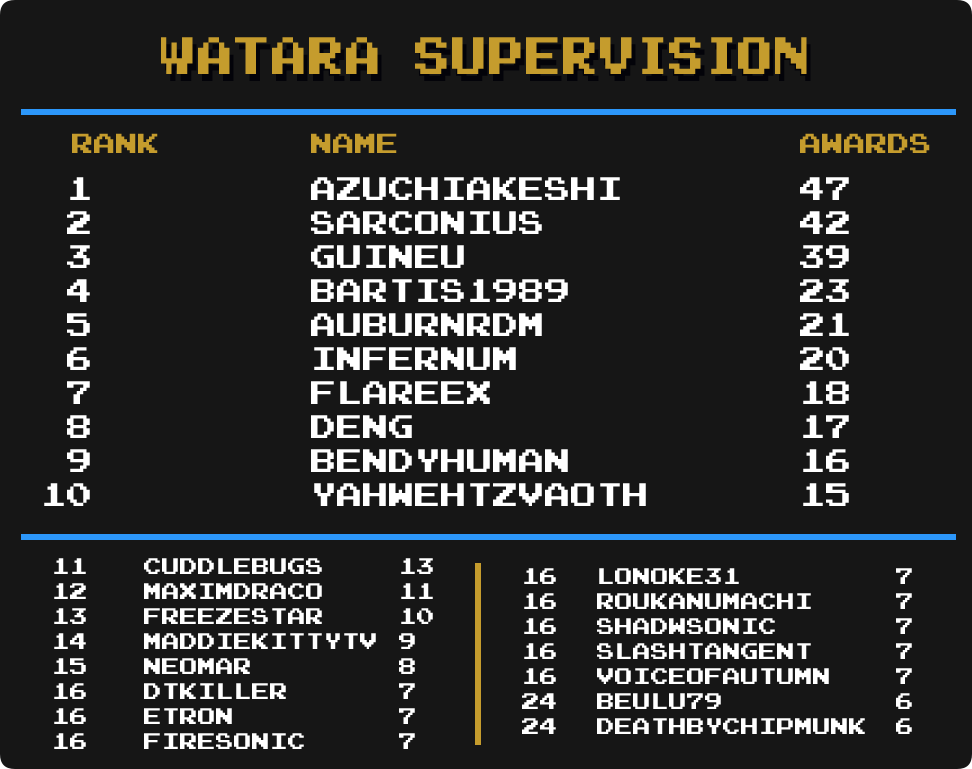 WATARA SUPERVISION
RANK NAME AWARDS
1 AZUCHIAKESHI 47
2 SARCONIUS 42
3 GUINEU 39
4 BARTIS1989 23
5 AUBURNRDM 21
6 INFERNUM 20
7 FLAREEX 18
8 DENG 17
9 BENDYHUMAN 16
10 YAHWEHTZVAOTH 15
11 CUDDLEBUGS 13
12 MAXIMDRACO 11
13 FREEZESTAR 10
14 MADDIEKITTYTV 9
15 NEOMAR 8
16 DTKILLER 7
16 ETRON 7
16 FIRESONIC 7
16 LONOKE31 7
16 ROUKANUMACHI 7
16 SHADWSONIC 7
16 SLASHTANGENT 7
16 VOICEOFAUTUMN 7
24 BEULU79 6
24 DEATHBYCHIPMUNK 6